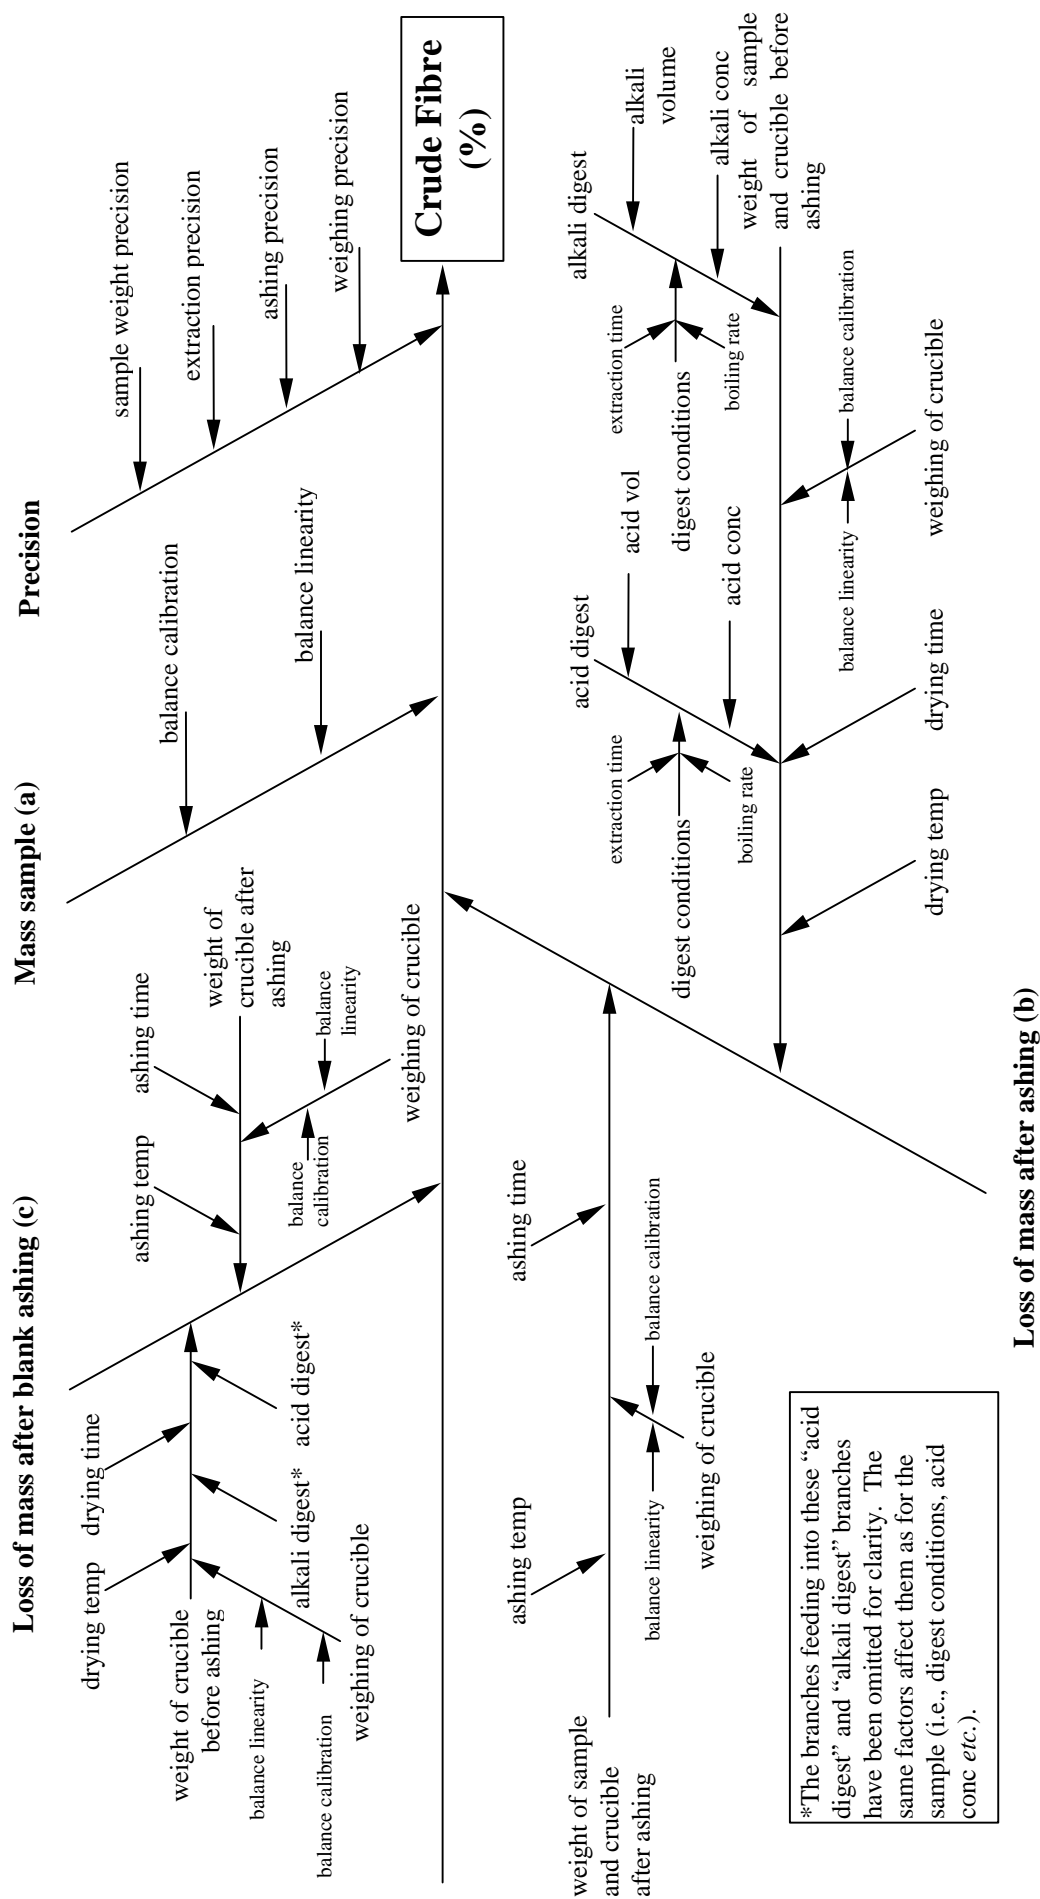 Loss of mass after blank ashing (c)
Mass sample (a)
Precision
drying temp
drying time
ashing temp
ashing time
weight of
crucible after
ashing
balance calibration
sample weight precision
extraction precision
ashing precision
weighing precision
weight of crucible
before ashing
balance linearity
balance calibration
weighing of crucible
alkali digest*
acid digest*
balance
calibration
balance
linearity
weighing of crucible
balance linearity
Crude Fibre
(%)
weight of sample
and crucible
after ashing
ashing temp
ashing time
balance linearity
balance calibration
weighing of crucible
acid digest
acid vol
extraction time
digest conditions
boiling rate
acid conc
alkali digest
alkali
volume
extraction time
digest conditions
boiling rate
alkali conc
weight of sample
and crucible before
ashing
drying temp
drying time
balance linearity
balance calibration
weighing of crucible
Loss of mass after ashing (b)
*The branches feeding into these “acid
digest” and “alkali digest” branches
have been omitted for clarity. The
same factors affect them as for the
sample (i.e., digest conditions, acid
conc etc.).